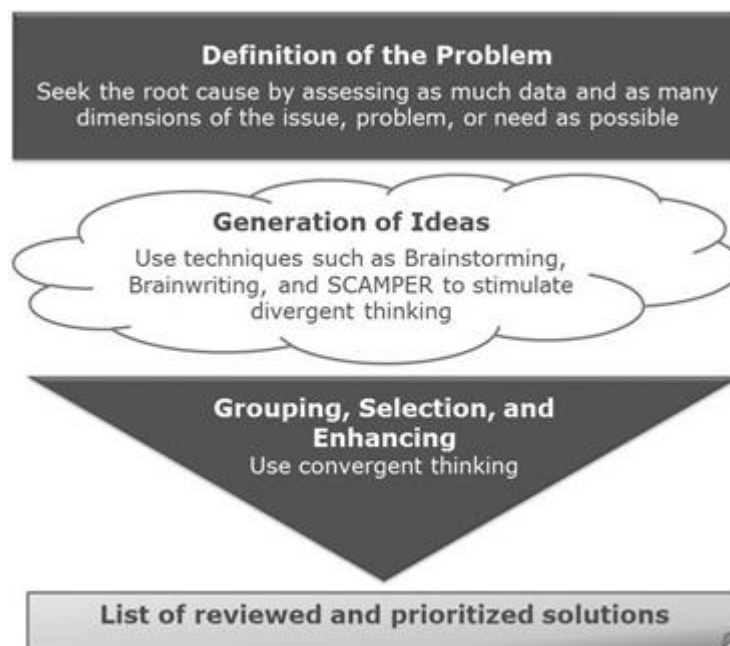 Definition of the Problem
Seek the root cause by assessing as much data and as many
dimensions of the issue, problem, or need as possible
Generation of Ideas
Use techniques such as Brainstorming,
Brainwriting, and SCAMPER to stimulate
divergent thinking
Grouping, Selection, and
Enhancing
Use convergent thinking
List of reviewed and prioritized solutions